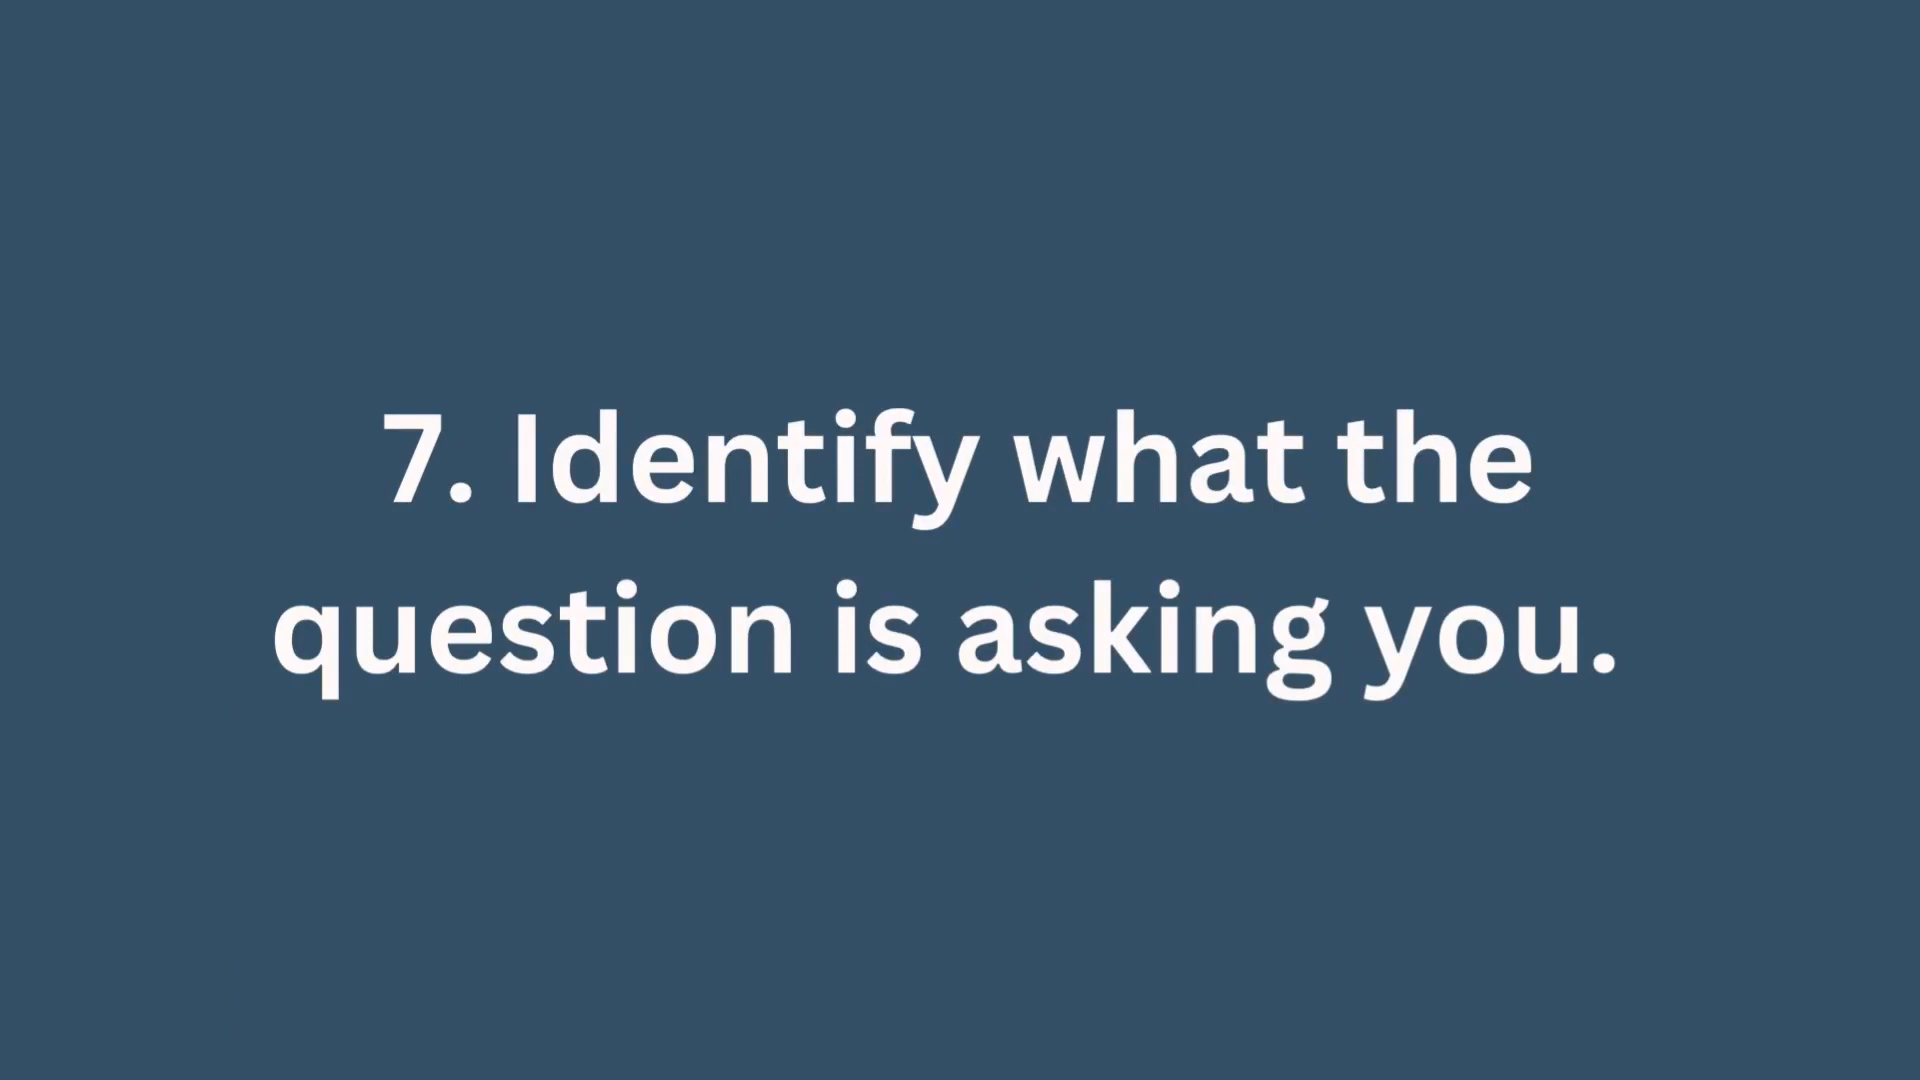 7. Identify what the
question is asking you.